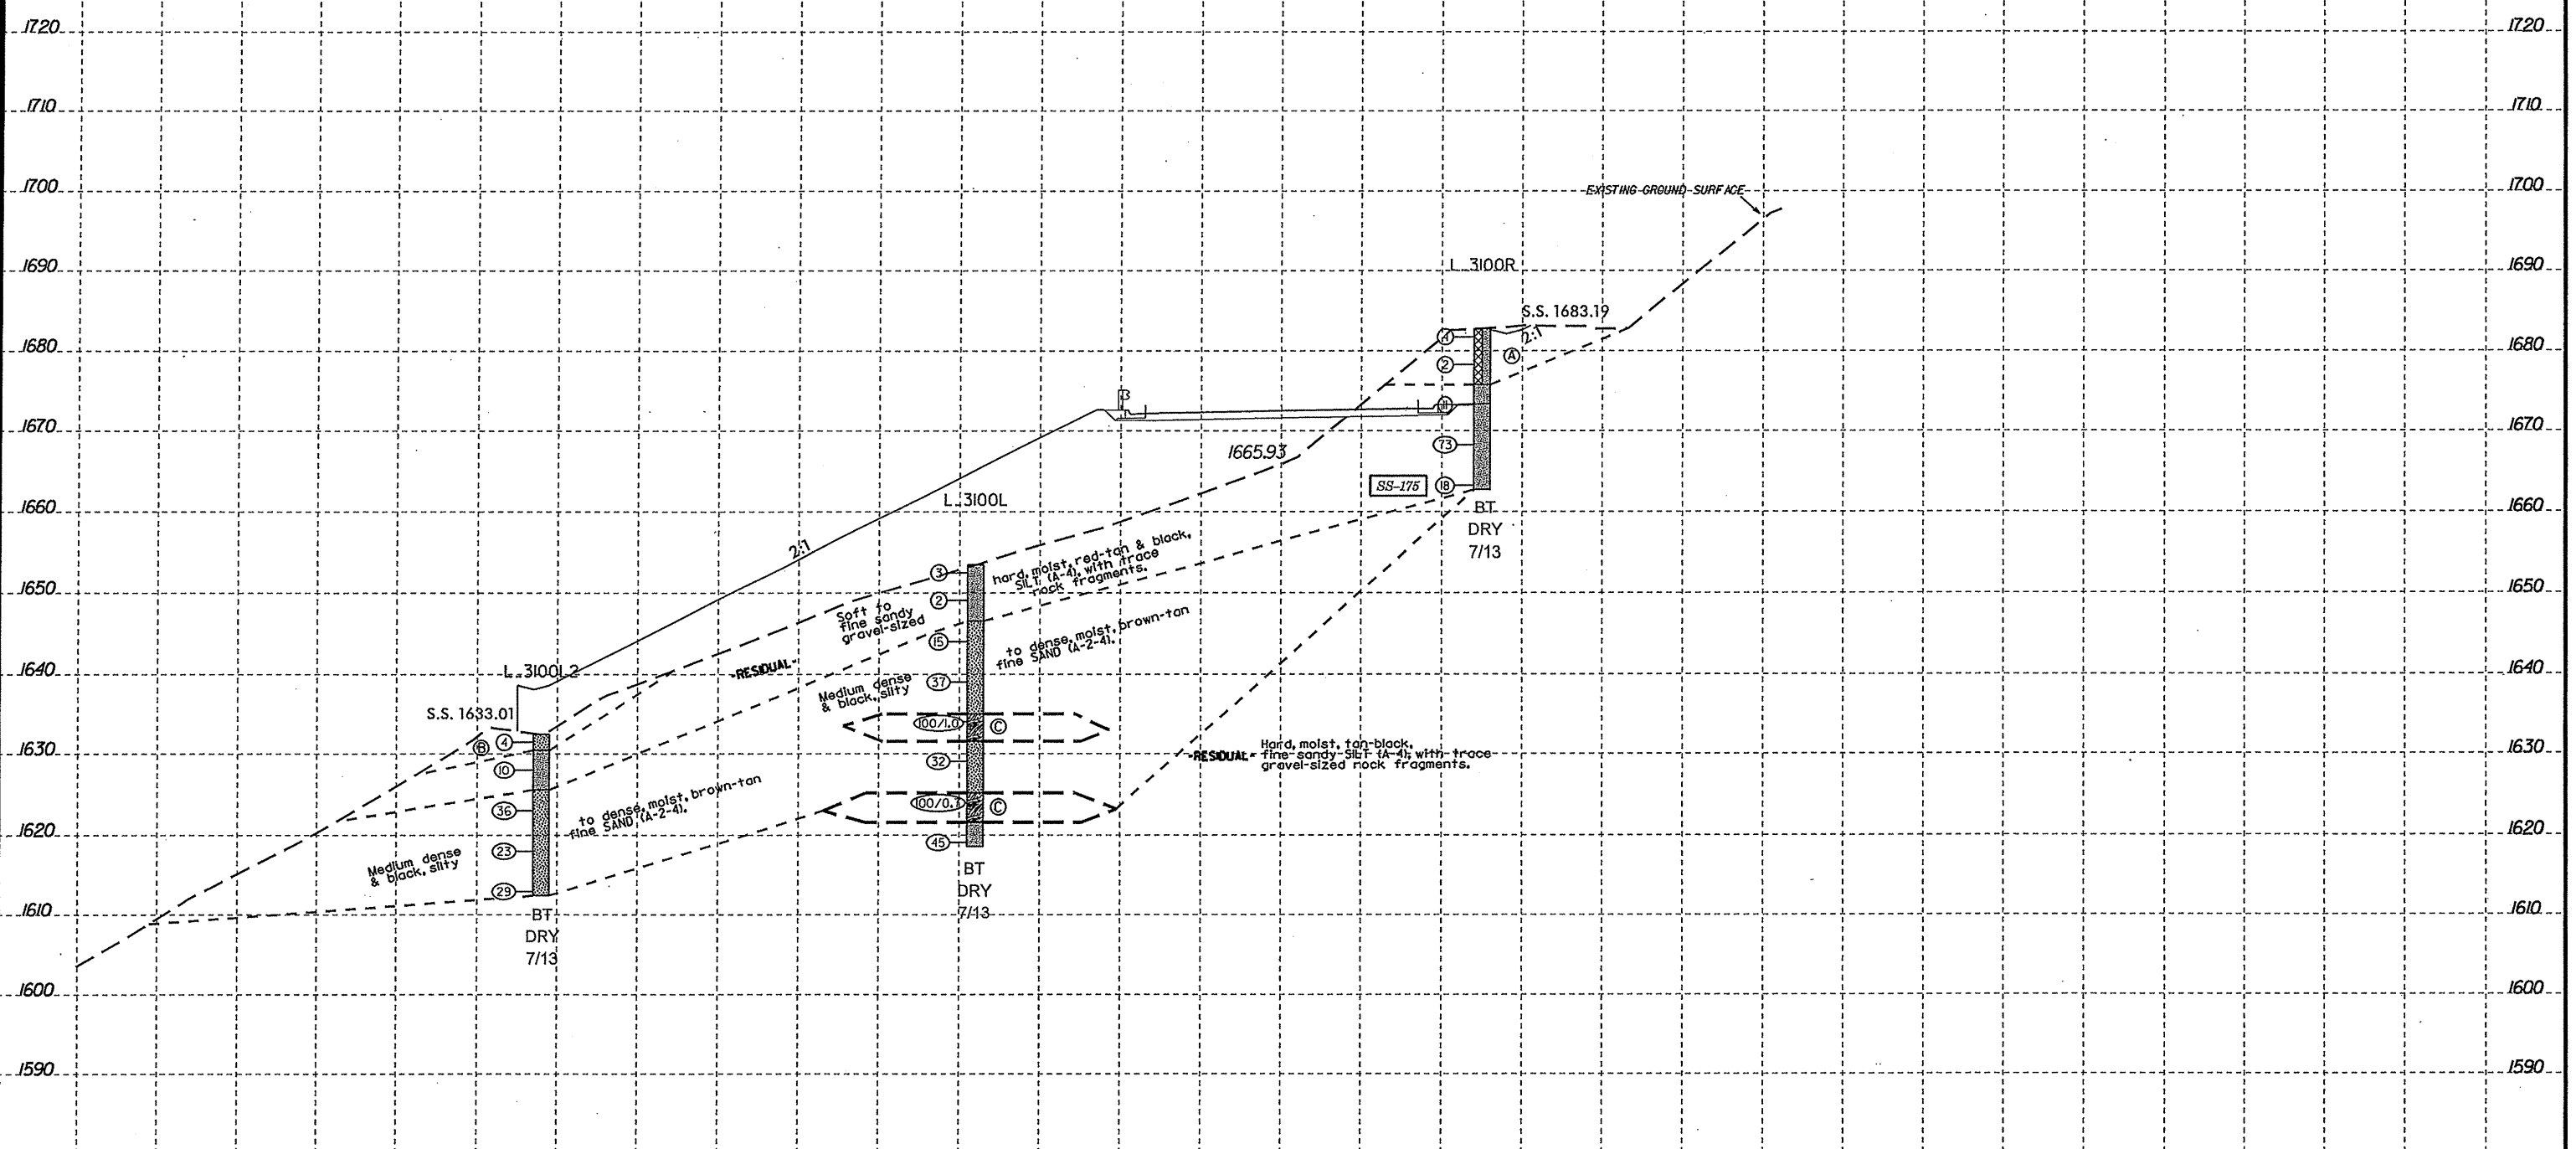 1720 1720
1710 1710
1700 1700
EXISTING GROUND SURFACE
1690 1690
L_3100R
S.S. 1683.19
1680 1680
2:1
2
A
B
11
1670 1670
73
1665.93
SS-175
18
1660 1660
L_3100L
BT
DRY
7/13
2:1
3
hard, moist, red-tan & black,
SILT (A-4), with trace
rock fragments.
1650 1650
2
Soft to
fine sandy
gravel-sized
15
to dense, moist, brown-tan
fine SAND (A-2-4).
1640 1640
L_3100L2
-RESIDUAL-
37
Medium dense
& black, silty
S.S. 1633.01
100/1.0
C
4
B
1630 1630
10
32
-RESIDUAL-
Hard, moist, tan-black,
fine sandy SILT (A-4), with trace
gravel-sized rock fragments.
36
to dense, moist, brown-tan
fine SAND (A-2-4).
100/0.7
C
1620 1620
45
23
Medium dense
& black, silty
29
BT
DRY
7/13
1610 1610
BT
DRY
7/13
1600 1600
1590 1590